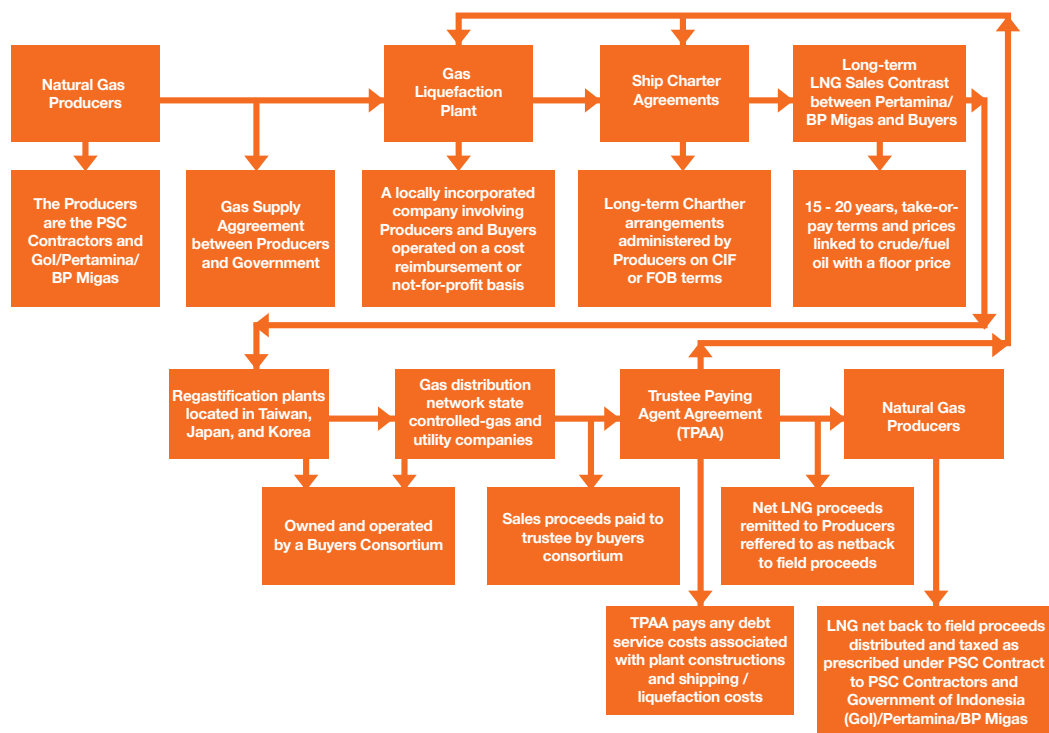 Natural Gas
Producers
Gas
Liquefaction
Plant
Ship Charter
Agreements
Long-term
LNG Sales Contrast
between Pertamina/
BP Migas and Buyers
The Producers
are the PSC
Contractors and
GoI/Pertamina/
BP Migas
Gas Supply
Aggreement
between Producers
and Government
A locally incorporated
company involving
Producers and Buyers
operated on a cost
reimbursement or
not-for-profit basis
Long-term Charther
arrangements
administered by
Producers on CIF
or FOB terms
15 - 20 years, take-or-
pay terms and prices
linked to crude/fuel
oil with a floor price
Regastification plants
located in Taiwan,
Japan, and Korea
Gas distribution
network state
controlled-gas and
utility companies
Trustee Paying
Agent Agreement
(TPAA)
Natural Gas
Producers
Owned and operated
by a Buyers Consortium
Sales proceeds paid to
trustee by buyers
consortium
Net LNG proceeds
remitted to Producers
reffered to as netback
to field proceeds
TPAA pays any debt
service costs associated
with plant constructions
and shipping /
liquefaction costs
LNG net back to field proceeds
distributed and taxed as
prescribed under PSC Contract
to PSC Contractors and
Government of Indonesia
(GoI)/Pertamina/BP Migas